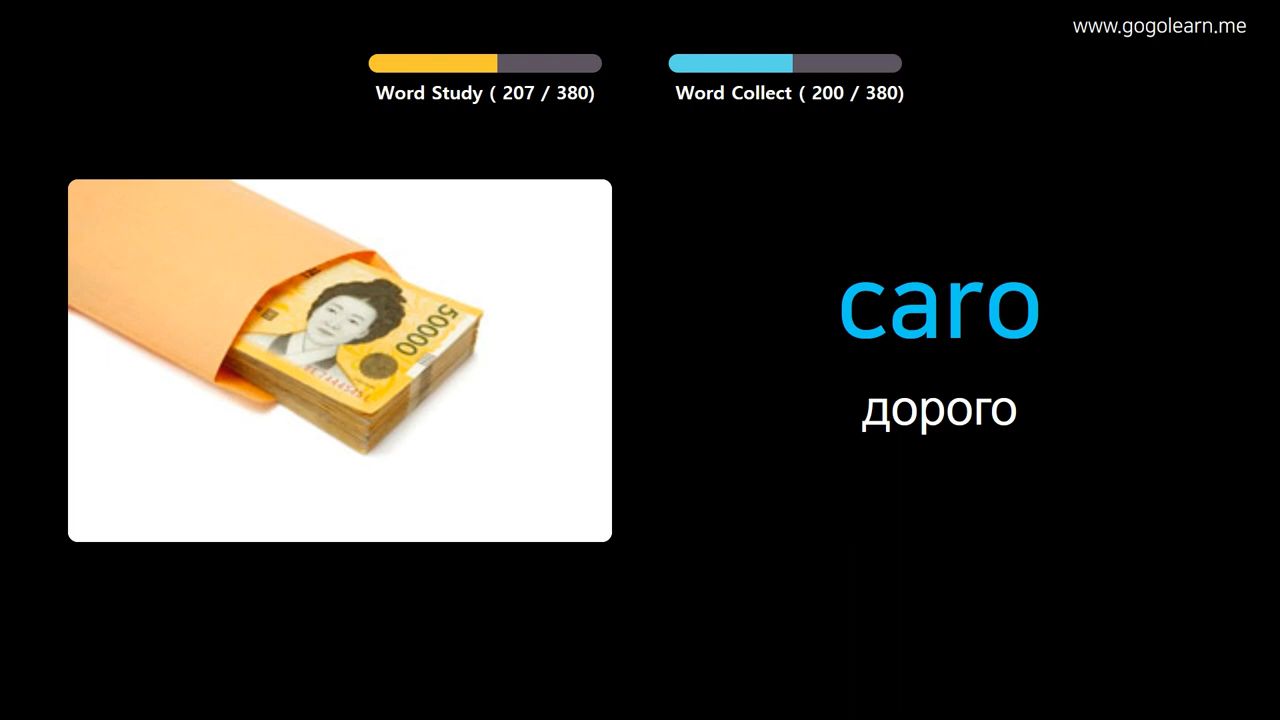 www.gogolearn.me
Word Study ( 207 / 380)
Word Collect ( 200 / 380)
caro
дорого
50000